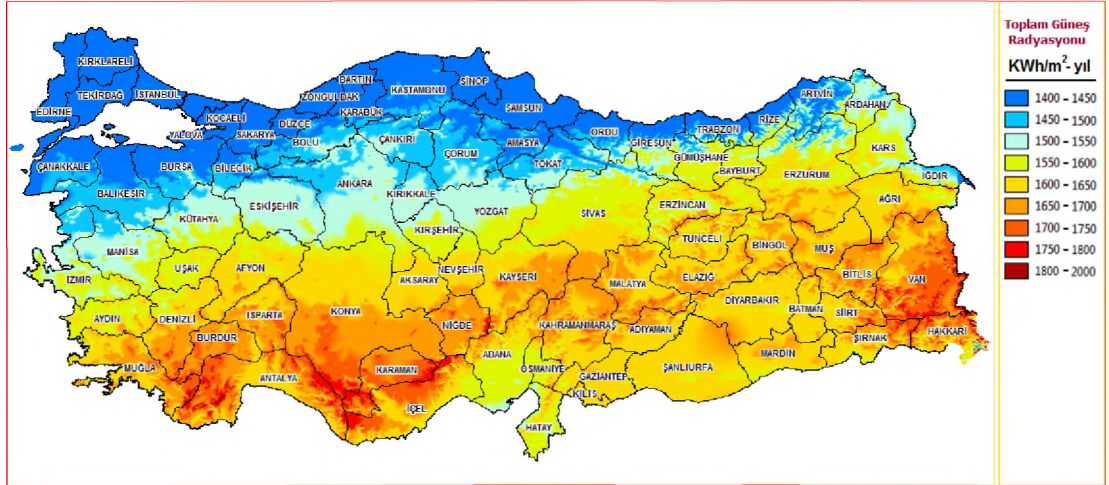 Toplam Güneş
Radyasyonu
KWh/m²- yıl
1400 - 1450
1450 - 1500
1500 - 1550
1550 - 1600
1600 - 1650
1650 - 1700
1700 - 1750
1750 - 1800
1800 - 2000
KIRKLARELİ
TEKİRDAĞ
İSTANBUL
EDİRNE
KOCAELİ
YALOVA
SAKARYA
DÜZCE
ZONGULDAK
BARTIN
KARABÜK
KASTAMONU
SİNOP
SAMSUN
BOLU
ÇANKIRI
ÇORUM
AMASYA
TOKAT
ORDU
GİRESUN
TRABZON
RİZE
ARTVİN
ARDAHAN
KARS
GÜMÜŞHANE
BAYBURT
ERZURUM
IĞDIR
AĞRI
ÇANAKKALE
BURSA
BİLECİK
BALIKESİR
KÜTAHYA
ESKİŞEHİR
ANKARA
KIRIKKALE
YOZGAT
SİVAS
ERZİNCAN
KIRŞEHİR
TUNCELİ
BİNGÖL
MUŞ
MANİSA
UŞAK
AFYON
İZMİR
AKSARAY
NEVŞEHİR
KAYSERİ
MALATYA
ELAZIĞ
BİTLİS
VAN
DİYARBAKIR
BATMAN
SİİRT
AYDIN
DENİZLİ
ISPARTA
KONYA
NİĞDE
KAHRAMANMARAŞ
ADIYAMAN
ŞIRNAK
HAKKARİ
BURDUR
MUĞLA
ANTALYA
KARAMAN
ADANA
OSMANİYE
GAZİANTEP
ŞANLIURFA
MARDİN
KİLİS
İÇEL
HATAY